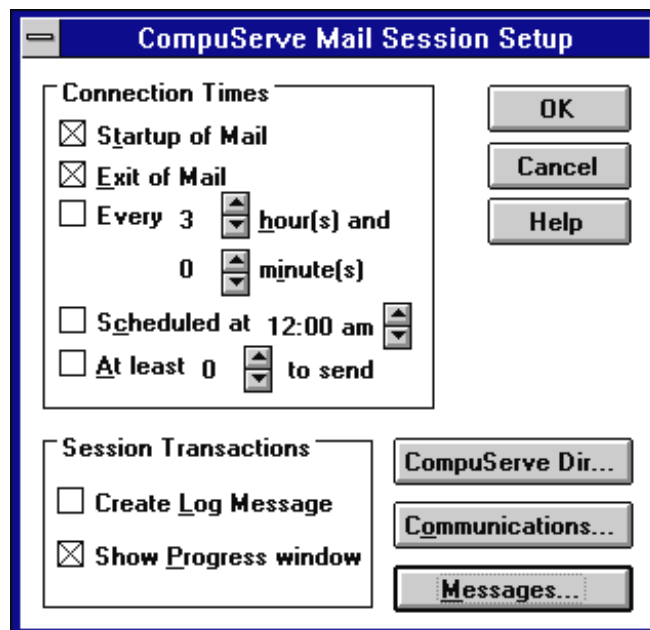 CompuServe Mail Session Setup
Connection Times
Startup of Mail
Exit of Mail
Every 3 hour(s) and
0 minute(s)
Scheduled at 12:00 am
At least 0 to send
OK
Cancel
Help
Session Transactions
Create Log Message
Show Progress window
CompuServe Dir...
Communications...
Messages...